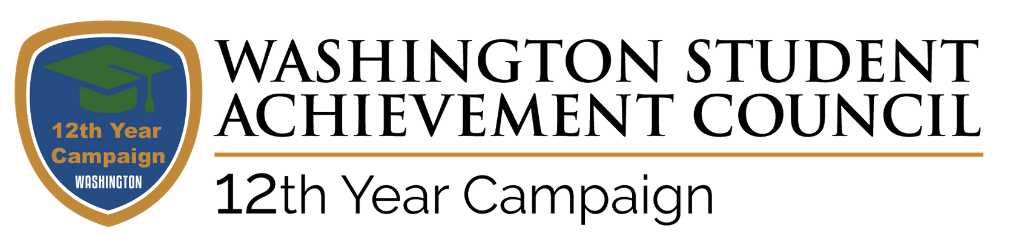 12th Year
Campaign
WASHINGTON
WASHINGTON STUDENT
ACHIEVEMENT COUNCIL
12th Year Campaign